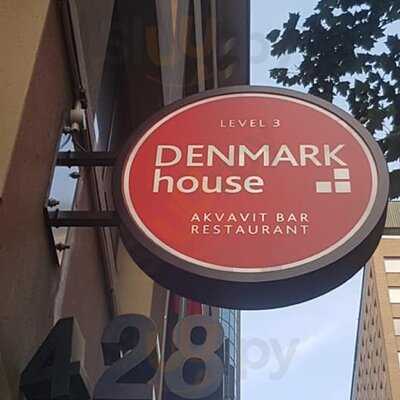 LEVEL 3
DENMARK
house
AKVAVIT BAR
RESTAURANT
428